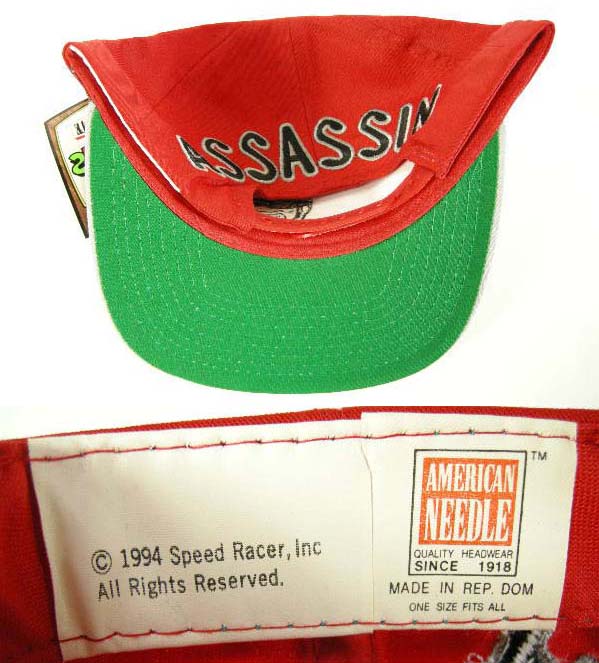 ASSASSIN
© 1994 Speed Racer, Inc
All Rights Reserved.
AMERICAN
NEEDLE
TM
QUALITY HEADWEAR
SINCE 1918
MADE IN REP. DOM
ONE SIZE FITS ALL